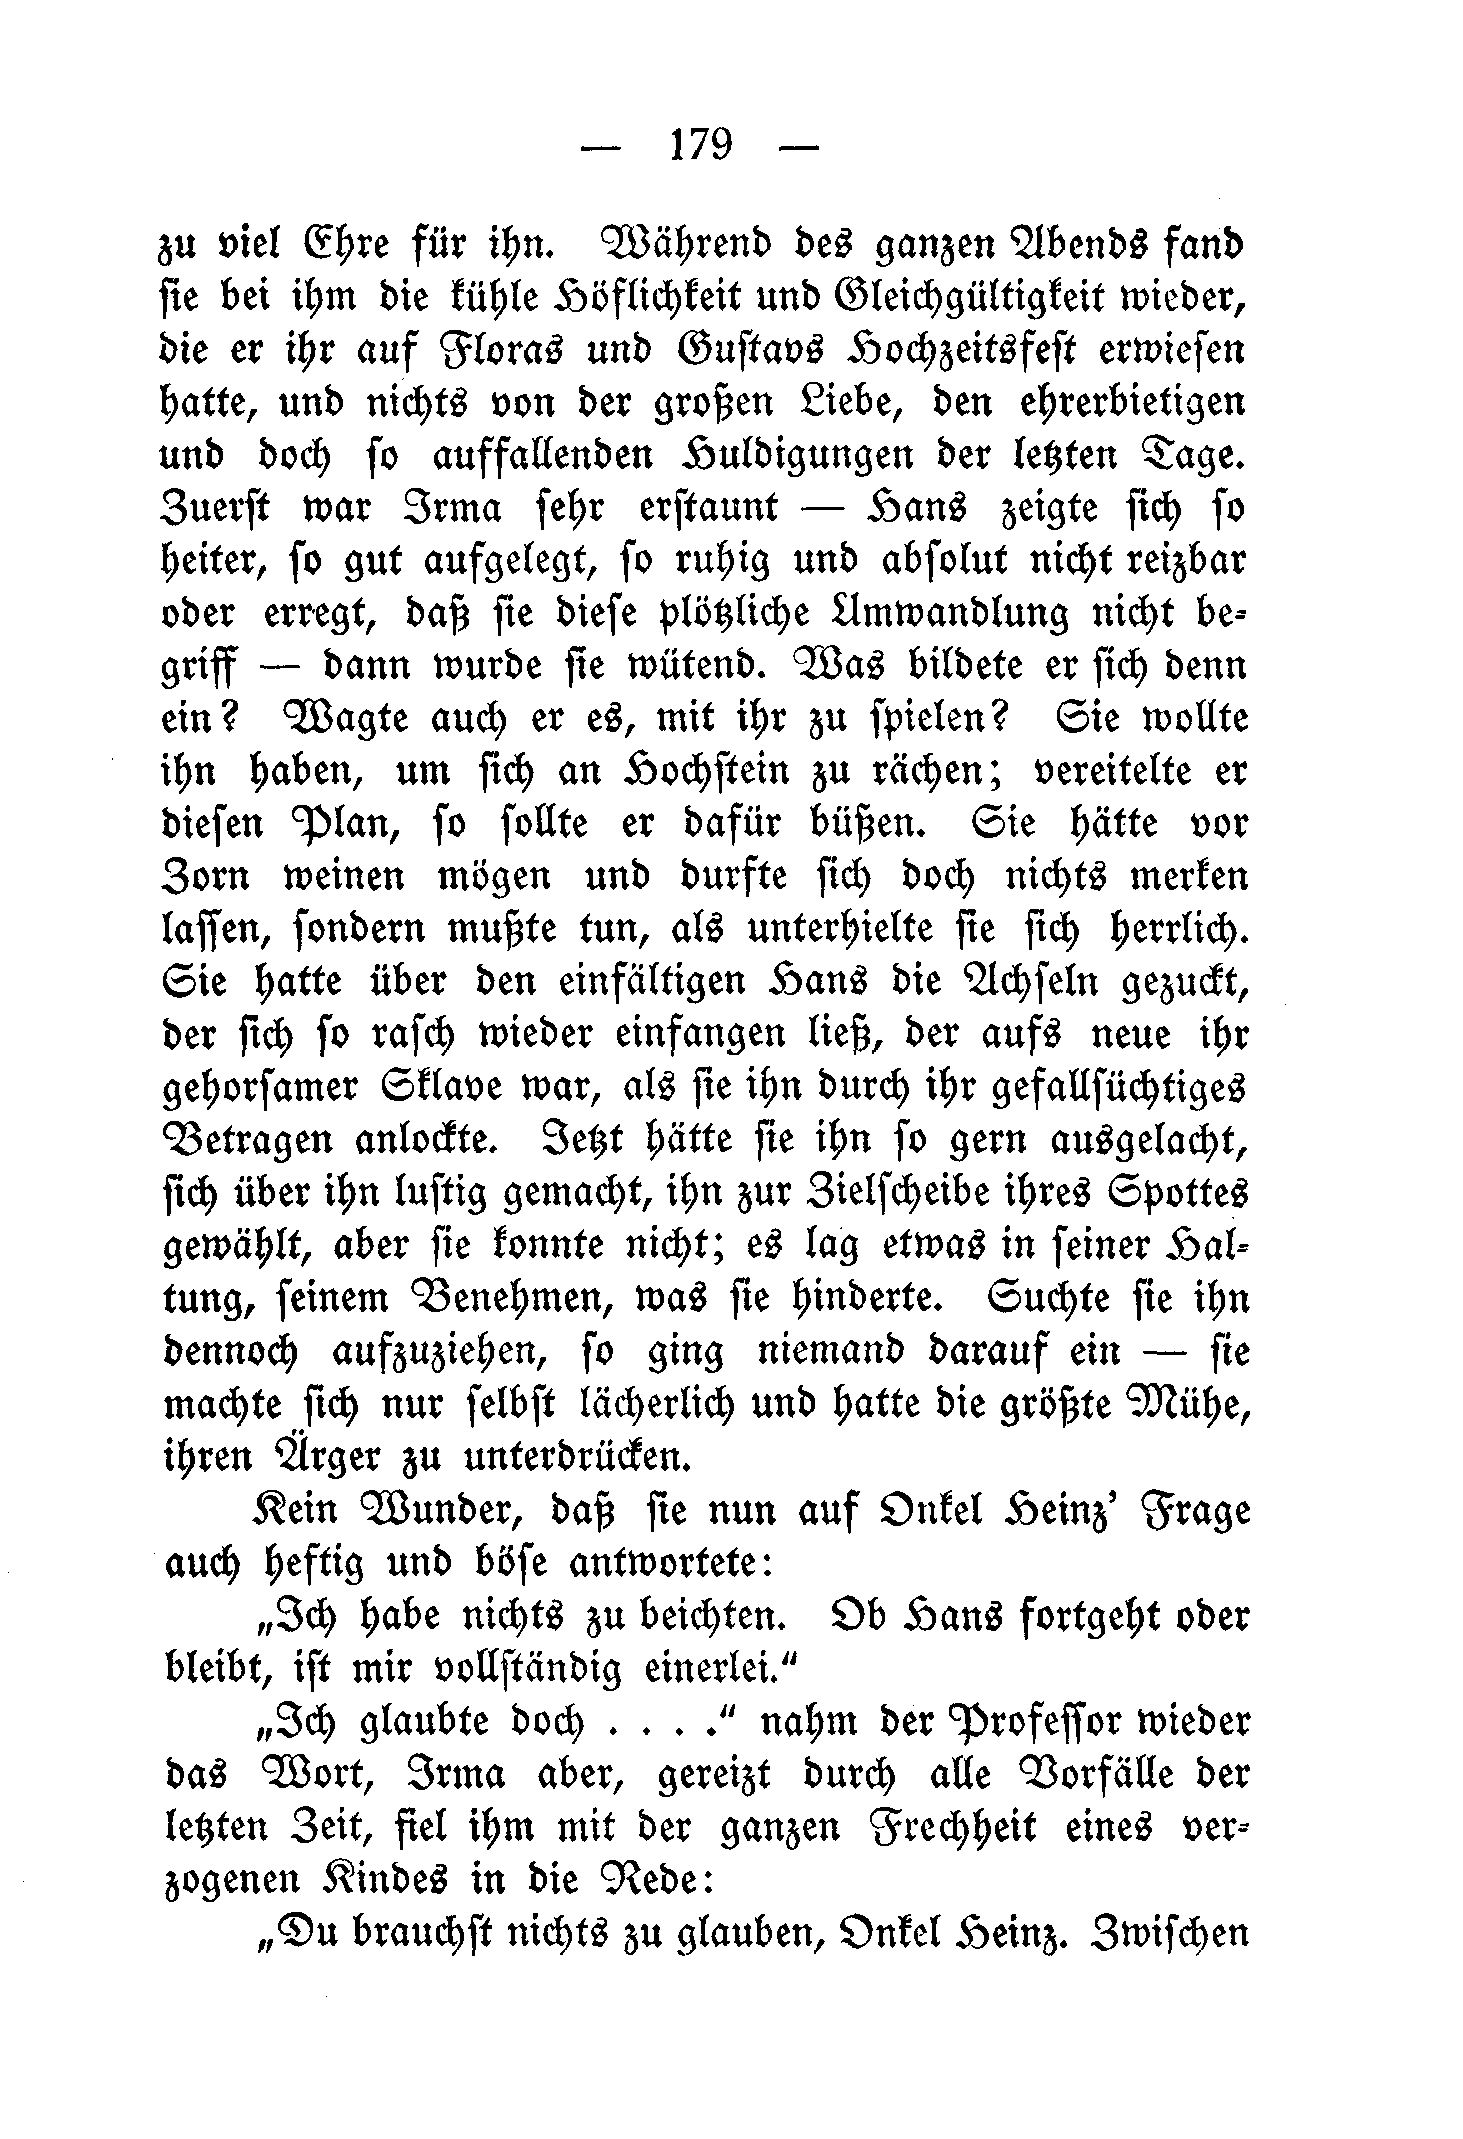 — 179 —
zu viel Ehre für ihn. Während des ganzen Abends fand
sie bei ihm die kühle Höflichkeit und Gleichgültigkeit wieder,
die er ihr auf Floras und Gustavs Hochzeitsfest erwiesen
hatte, und nichts von der großen Liebe, den ehrerbietigen
und doch so auffallenden Huldigungen der letzten Tage.
Zuerst war Irma sehr erstaunt — Hans zeigte sich so
heiter, so gut aufgelegt, so ruhig und absolut nicht reizbar
oder erregt, daß sie diese plötzliche Umwandlung nicht be-
griff — dann wurde sie wütend. Was bildete er sich denn
ein? Wagte auch er es, mit ihr zu spielen? Sie wollte
ihn haben, um sich an Hochstein zu rächen; vereitelte er
diesen Plan, so sollte er dafür büßen. Sie hätte vor
Zorn weinen mögen und durfte sich doch nichts merken
lassen, sondern mußte tun, als unterhielte sie sich herrlich.
Sie hatte über den einfältigen Hans die Achseln gezuckt,
der sich so rasch wieder einfangen ließ, der aufs neue ihr
gehorsamer Sklave war, als sie ihn durch ihr gefallsüchtiges
Betragen anlockte. Jetzt hätte sie ihn so gern ausgelacht,
sich über ihn lustig gemacht, ihn zur Zielscheibe ihres Spottes
gewählt, aber sie konnte nicht; es lag etwas in seiner Hal-
tung, seinem Benehmen, was sie hinderte. Suchte sie ihn
dennoch aufzuziehen, so ging niemand darauf ein — sie
machte sich nur selbst lächerlich und hatte die größte Mühe,
ihren Ärger zu unterdrücken.
Kein Wunder, daß sie nun auf Onkel Heinz’ Frage
auch heftig und böse antwortete:
„Ich habe nichts zu beichten. Ob Hans fortgeht oder
bleibt, ist mir vollständig einerlei.“
„Ich glaubte doch . . . .“ nahm der Professor wieder
das Wort, Irma aber, gereizt durch alle Vorfälle der
letzten Zeit, fiel ihm mit der ganzen Frechheit eines ver-
zogenen Kindes in die Rede:
„Du brauchst nichts zu glauben, Onkel Heinz. Zwischen